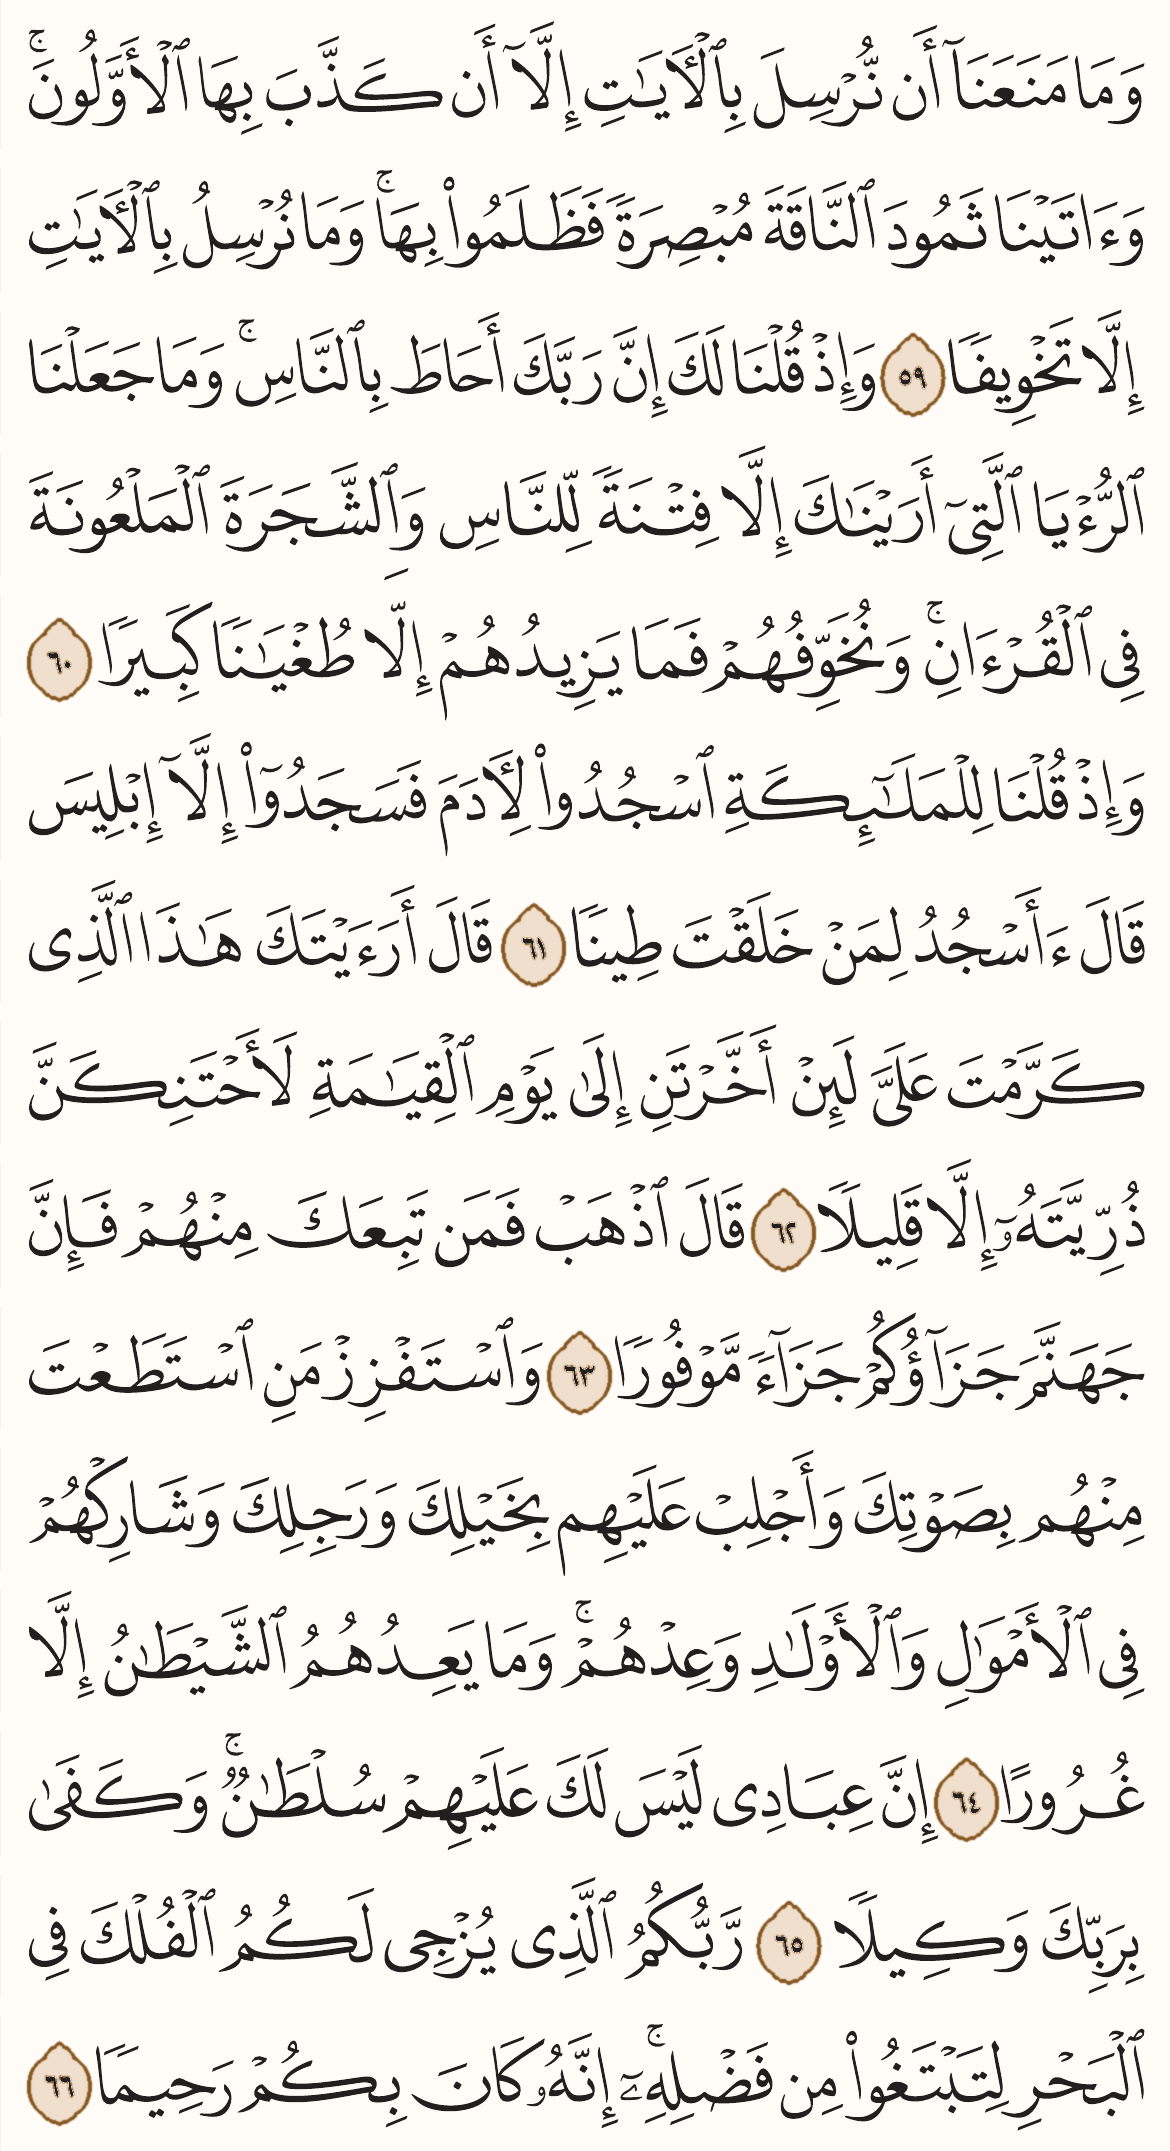 وَمَا مَنَعَنَآ أَن نُّرْسِلَ بِٱلْـَٔايَـٰتِ إِلَّآ أَن كَذَّبَ بِهَا ٱلْأَوَّلُونَ ۚ
وَءَاتَيْنَا ثَمُودَ ٱلنَّاقَةَ مُبْصِرَةً فَظَلَمُوا۟ بِهَا ۚ وَمَا نُرْسِلُ بِٱلْـَٔايَـٰتِ
إِلَّا تَخْوِيفًا ٥٩ وَإِذْ قُلْنَا لَكَ إِنَّ رَبَّكَ أَحَاطَ بِٱلنَّاسِ ۚ وَمَا جَعَلْنَا
ٱلرُّءْيَا ٱلَّتِىٓ أَرَيْنَـٰكَ إِلَّا فِتْنَةً لِّلنَّاسِ وَٱلشَّجَرَةَ ٱلْمَلْعُونَةَ
فِى ٱلْقُرْءَانِ ۚ وَنُخَوِّفُهُمْ فَمَا يَزِيدُهُمْ إِلَّا طُغْيَـٰنًا كَبِيرًا ٦٠
وَإِذْ قُلْنَا لِلْمَلَـٰٓئِكَةِ ٱسْجُدُوا۟ لِـَٔادَمَ فَسَجَدُوٓا۟ إِلَّآ إِبْلِيسَ
قَالَ ءَأَسْجُدُ لِمَنْ خَلَقْتَ طِينًا ٦١ قَالَ أَرَءَيْتَكَ هَـٰذَا ٱلَّذِى
كَرَّمْتَ عَلَىَّ لَئِنْ أَخَّرْتَنِ إِلَىٰ يَوْمِ ٱلْقِيَـٰمَةِ لَأَحْتَنِكَنَّ
ذُرِّيَّتَهُۥٓ إِلَّا قَلِيلًا ٦٢ قَالَ ٱذْهَبْ فَمَن تَبِعَكَ مِنْهُمْ فَإِنَّ
جَهَنَّمَ جَزَآؤُكُمْ جَزَآءً مَّوْفُورًا ٦٣ وَٱسْتَفْزِزْ مَنِ ٱسْتَطَعْتَ
مِنْهُم بِصَوْتِكَ وَأَجْلِبْ عَلَيْهِم بِخَيْلِكَ وَرَجِلِكَ وَشَارِكْهُمْ
فِى ٱلْأَمْوَٰلِ وَٱلْأَوْلَـٰدِ وَعِدْهُمْ ۚ وَمَا يَعِدُهُمُ ٱلشَّيْطَـٰنُ إِلَّا
غُرُورًا ٦٤ إِنَّ عِبَادِى لَيْسَ لَكَ عَلَيْهِمْ سُلْطَـٰنٌ ۚ وَكَفَىٰ
بِرَبِّكَ وَكِيلًا ٦٥ رَّبُّكُمُ ٱلَّذِى يُزْجِى لَكُمُ ٱلْفُلْكَ فِى
ٱلْبَحْرِ لِتَبْتَغُوا۟ مِن فَضْلِهِۦٓ ۚ إِنَّهُۥ كَانَ بِكُمْ رَحِيمًا ٦٦